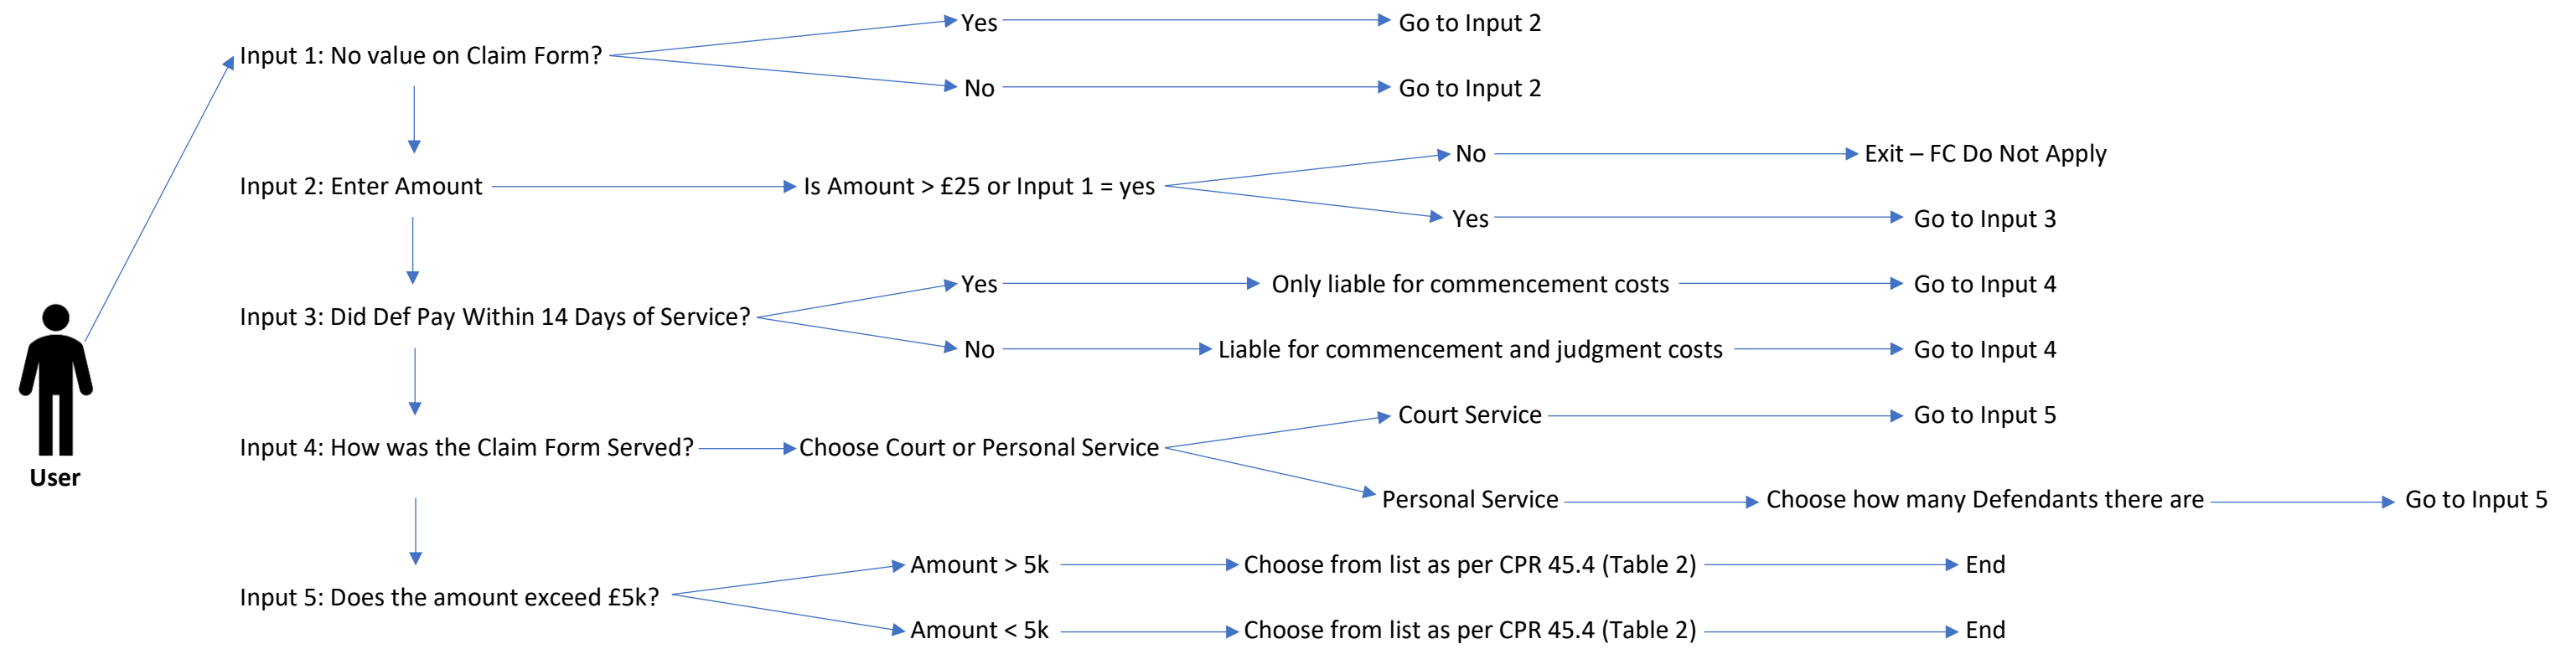 Yes
Go to Input 2
Input 1: No value on Claim Form?
No
Go to Input 2
No
Exit – FC Do Not Apply
Input 2: Enter Amount
Is Amount > £25 or Input 1 = yes
Yes
Go to Input 3
Yes
Only liable for commencement costs
Go to Input 4
Input 3: Did Def Pay Within 14 Days of Service?
No
Liable for commencement and judgment costs
Go to Input 4
Court Service
Go to Input 5
Input 4: How was the Claim Form Served?
Choose Court or Personal Service
User
Personal Service
Choose how many Defendants there are
Go to Input 5
Amount > 5k
Choose from list as per CPR 45.4 (Table 2)
End
Input 5: Does the amount exceed £5k?
Amount < 5k
Choose from list as per CPR 45.4 (Table 2)
End